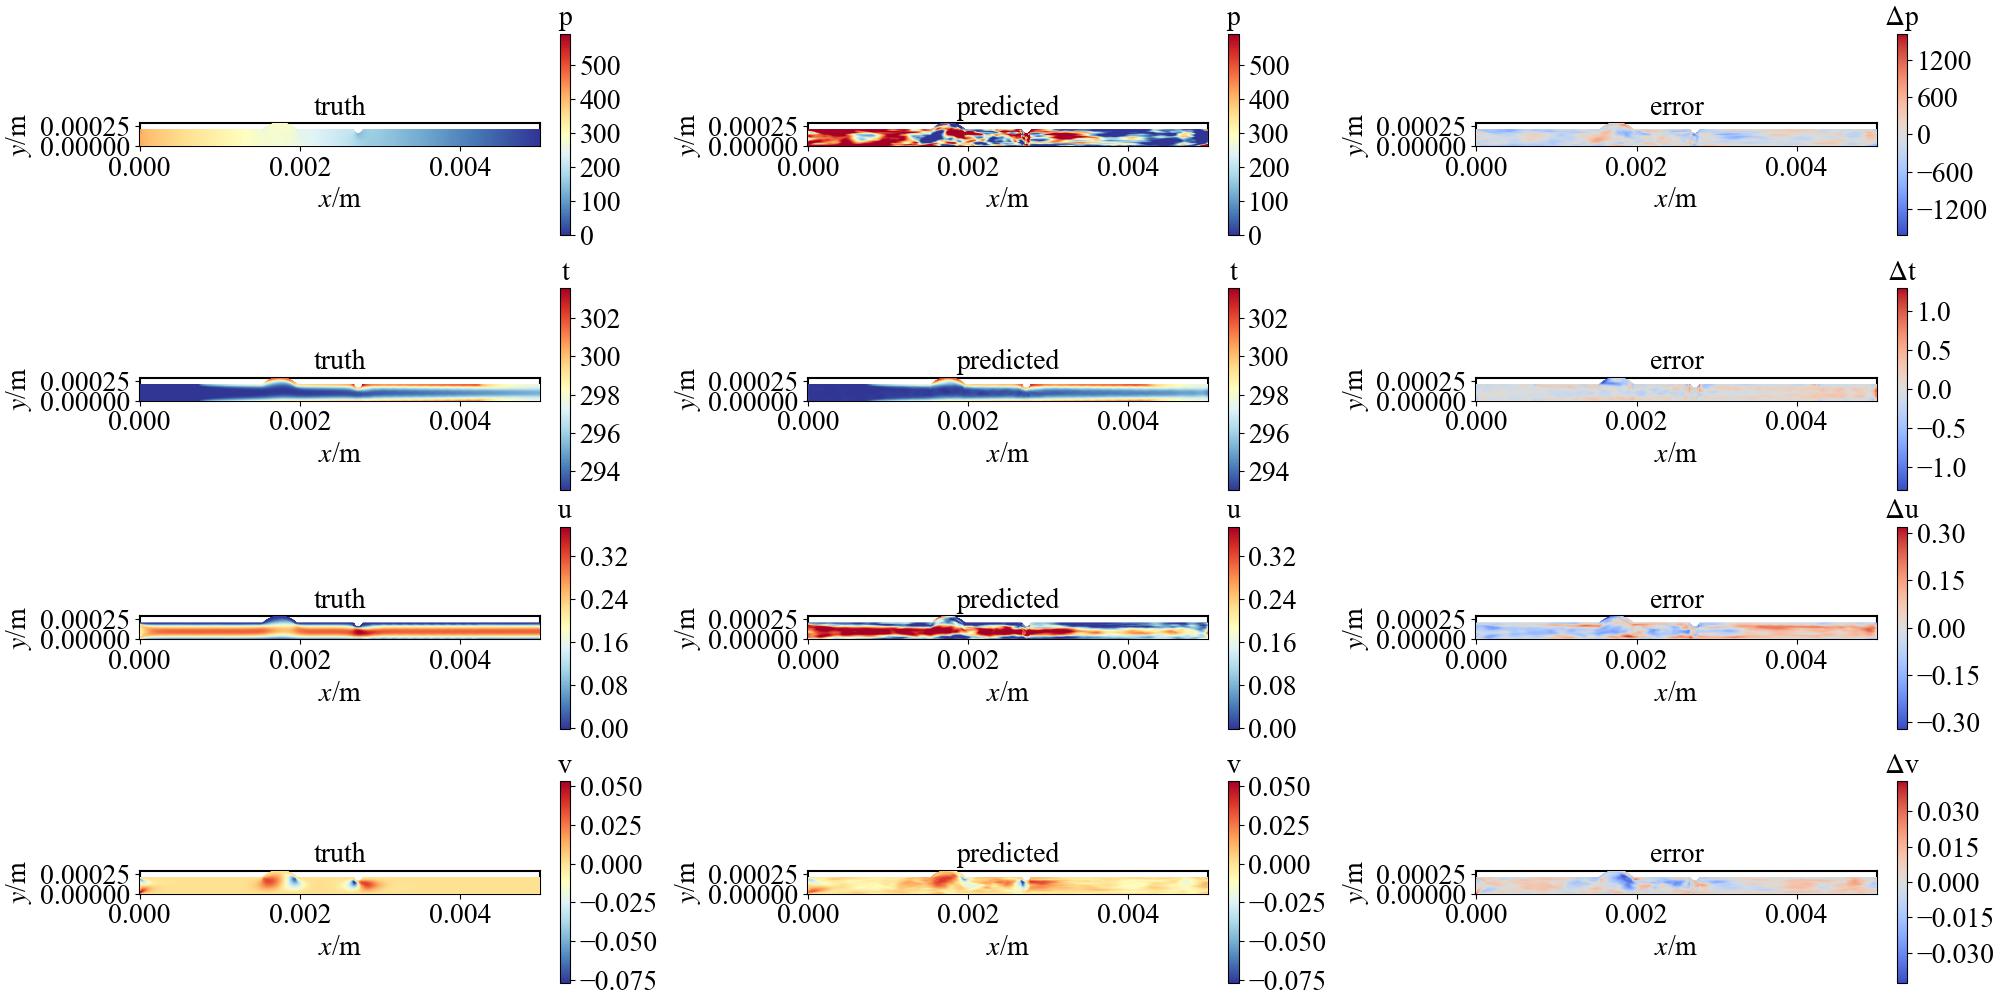 p p Δp
500 500 1200
400 400 600
truth predicted error
0.00025 300 0.00025 300 0.00025 0
y/m y/m y/m
0.00000 200 0.00000 200 0.00000 −600
0.000 0.002 0.004 0.000 0.002 0.004 0.000 0.002 0.004
100 100 −1200
x/m x/m x/m
0 0
t t Δt
302 302 1.0
300 300 0.5
truth predicted error
0.00025 298 0.00025 298 0.00025 0.0
y/m y/m y/m
0.00000 0.00000 0.00000
0.000 0.002 0.004 296 0.000 0.002 0.004 296 0.000 0.002 0.004 −0.5
x/m x/m x/m
294 294 −1.0
u u Δu
0.32 0.32 0.30
0.24 0.24 0.15
truth predicted error
0.00025 0.16 0.00025 0.16 0.00025 0.00
y/m y/m y/m
0.00000 0.00000 0.00000
0.000 0.002 0.004 0.08 0.000 0.002 0.004 0.08 0.000 0.002 0.004 −0.15
x/m x/m x/m
0.00 0.00 −0.30
v v Δv
0.050 0.050 0.030
0.025 0.025 0.015
truth 0.000 predicted 0.000 error 0.000
0.00025 0.00025 0.00025
y/m y/m y/m
0.00000 −0.025 0.00000 −0.025 0.00000 −0.015
0.000 0.002 0.004 0.000 0.002 0.004 0.000 0.002 0.004
x/m −0.050 x/m −0.050 x/m −0.030
−0.075 −0.075